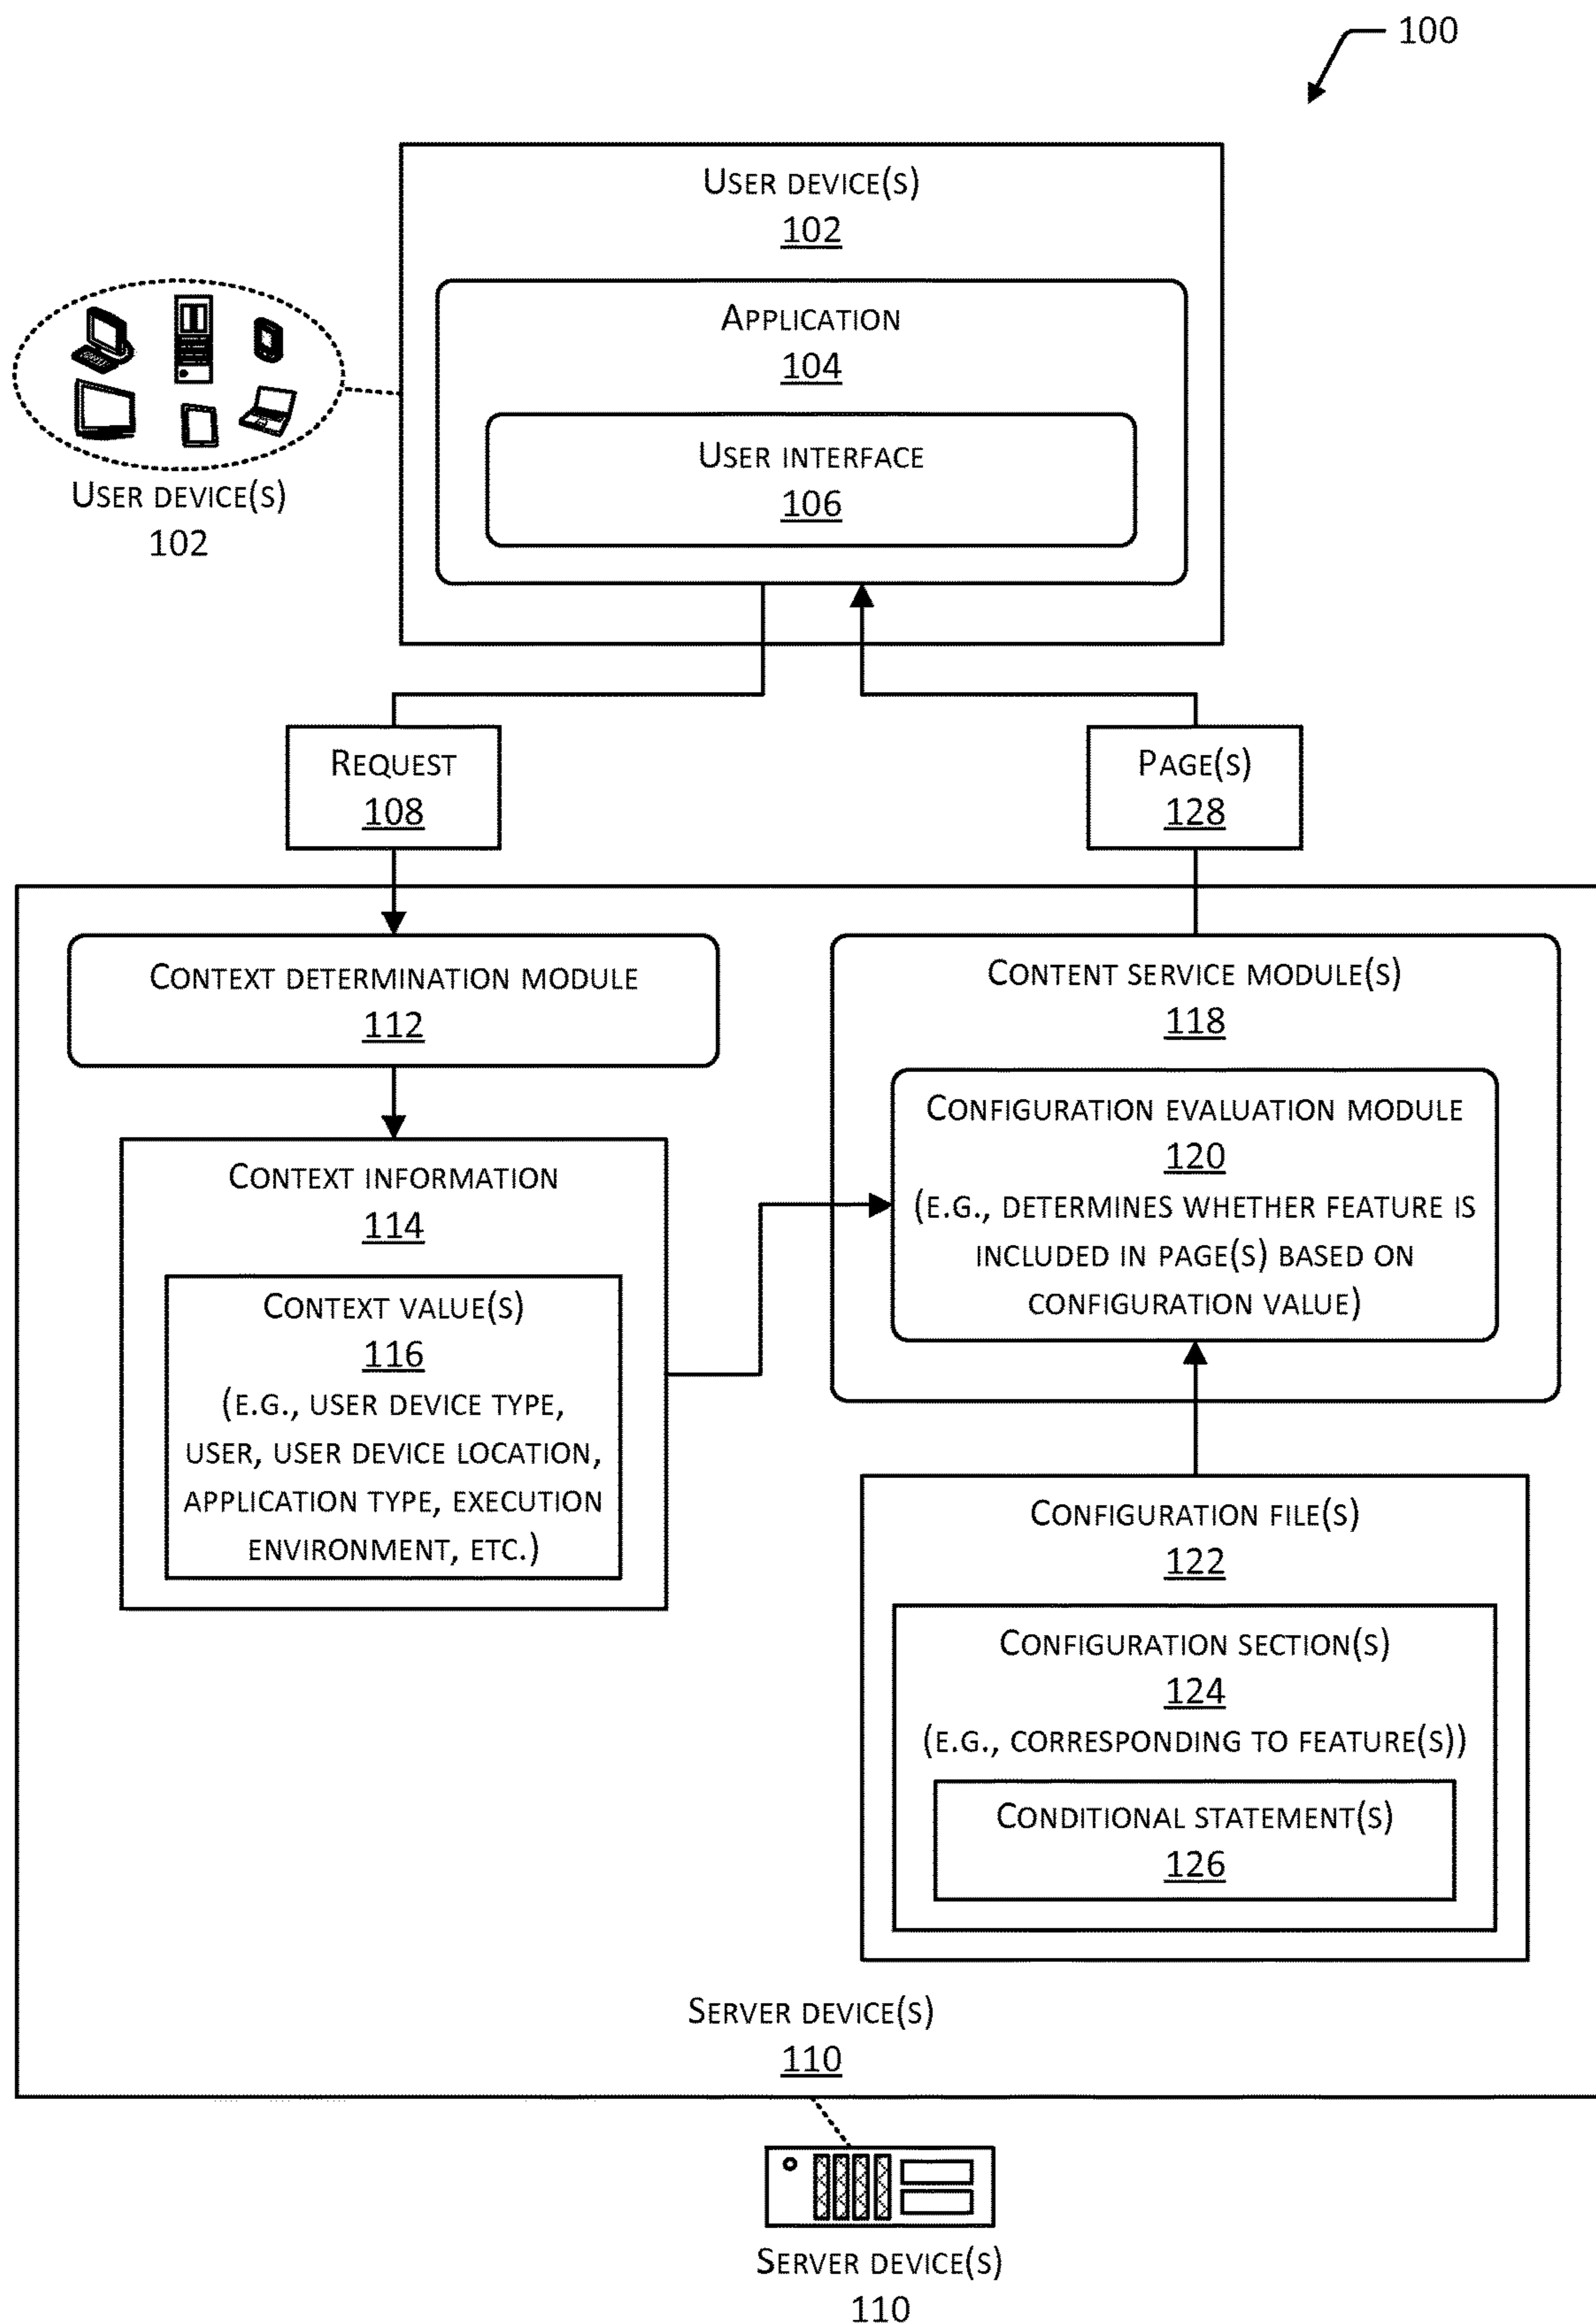 100
USER DEVICE(S)
102
APPLICATION
104
USER INTERFACE
106
USER DEVICE(S)
102
REQUEST
108
PAGE(S)
128
CONTEXT DETERMINATION MODULE
112
CONTENT SERVICE MODULE(S)
118
CONFIGURATION EVALUATION MODULE
120
(E.G., DETERMINES WHETHER FEATURE IS
INCLUDED IN PAGE(S) BASED ON
CONFIGURATION VALUE)
CONTEXT INFORMATION
114
CONTEXT VALUE(S)
116
(E.G., USER DEVICE TYPE,
USER, USER DEVICE LOCATION,
APPLICATION TYPE, EXECUTION
ENVIRONMENT, ETC.)
CONFIGURATION FILE(S)
122
CONFIGURATION SECTION(S)
124
(E.G., CORRESPONDING TO FEATURE(S))
CONDITIONAL STATEMENT(S)
126
SERVER DEVICE(S)
110
SERVER DEVICE(S)
110